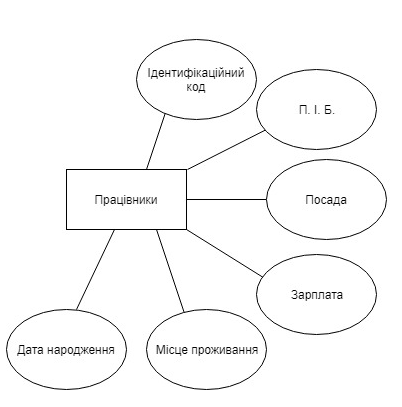 Ідентифікаційний
код
П. І. Б.
Працівники
Посада
Зарплата
Дата народження
Місце проживання